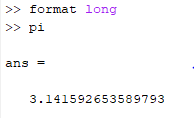 >> format long
>> pi
ans =
3.141592653589793